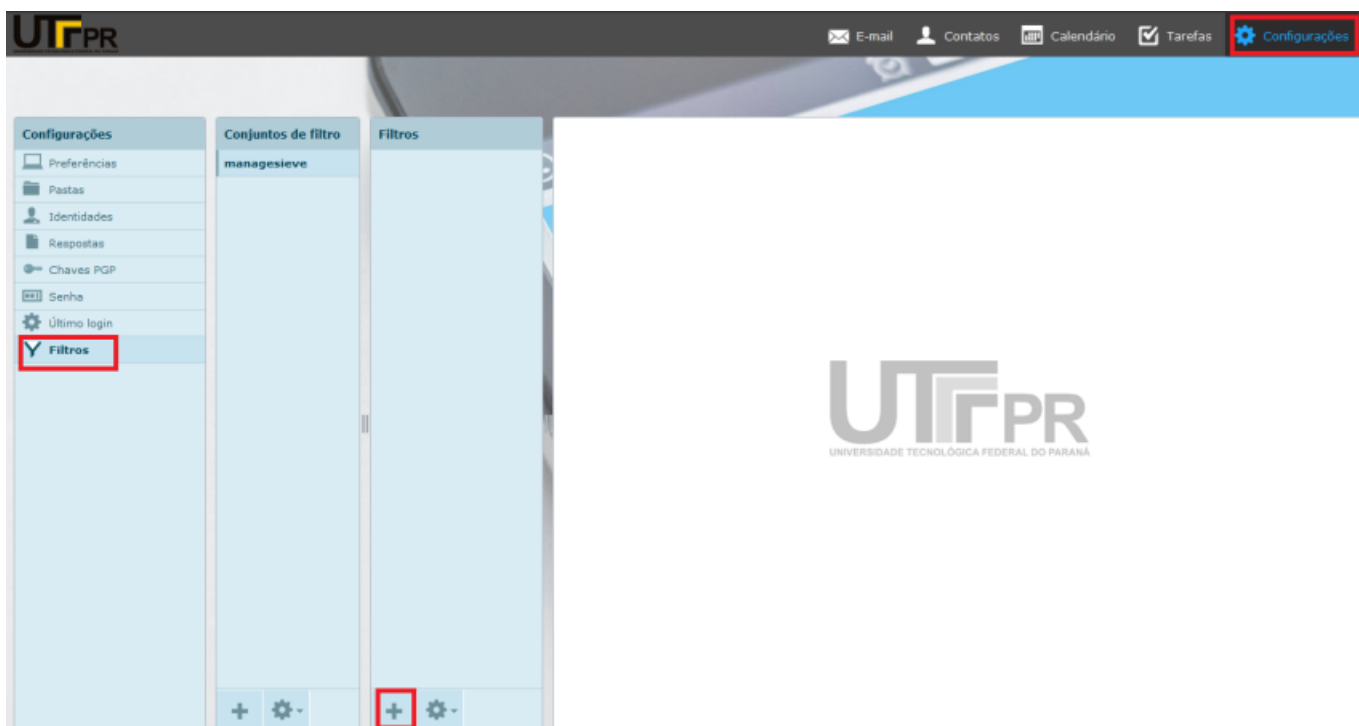 UTFPR
E-mail Contatos Calendário Tarefas Configurações
Configurações
Preferências
Pastas
Identidades
Respostas
Chaves PGP
Senha
Último login
Filtros
Conjuntos de filtro
managesieve
Filtros
UTFPR
UNIVERSIDADE TECNOLÓGICA FEDERAL DO PARANÁ